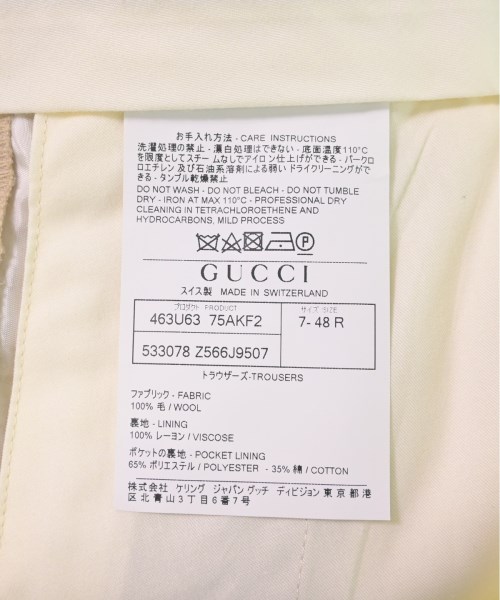 お手入れ方法 - CARE INSTRUCTIONS
洗濯処理の禁止 - 漂白処理はできない - 底面温度110℃
を限度としてスチームなしでアイロン仕上げができる - パークロ
ロエチレン及び石油系溶剤による弱いドライクリーニングができ
る - タンブル乾燥禁止
DO NOT WASH - DO NOT BLEACH - DO NOT TUMBLE
DRY - IRON AT MAX 110°C - PROFESSIONAL DRY
CLEANING IN TETRACHLOROETHENE AND
HYDROCARBONS, MILD PROCESS
P
GUCCI
スイス製 MADE IN SWITZERLAND
プロダクト PRODUCT
サイズ SIZE
463U63 75AKF2
7- 48 R
533078 Z566J9507
トラウザーズ-TROUSERS
ファブリック - FABRIC
100% 毛 / WOOL
裏地 - LINING
100% レーヨン / VISCOSE
ポケットの裏地 - POCKET LINING
65% ポリエステル / POLYESTER - 35% 綿 / COTTON
株式会社 ケリング ジャパン グッチ ディビジョン 東京都港
区北青山3丁目6番7号